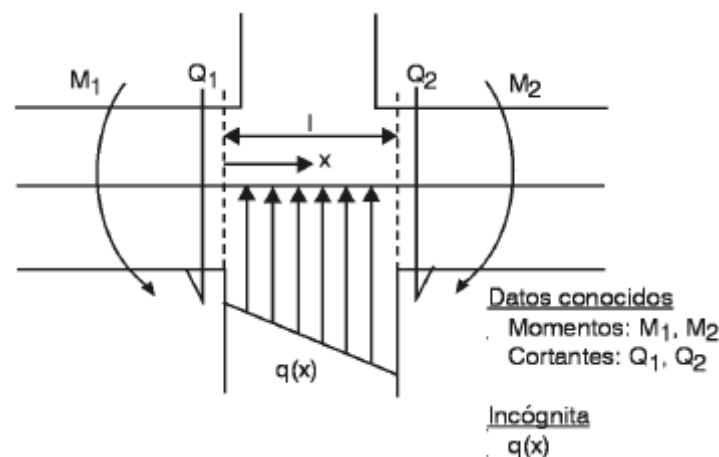 M1
Q1
Q2
M2
l
x
q(x)
Datos conocidos
Momentos: M1, M2
Cortantes: Q1, Q2
Incógnita
q(x)